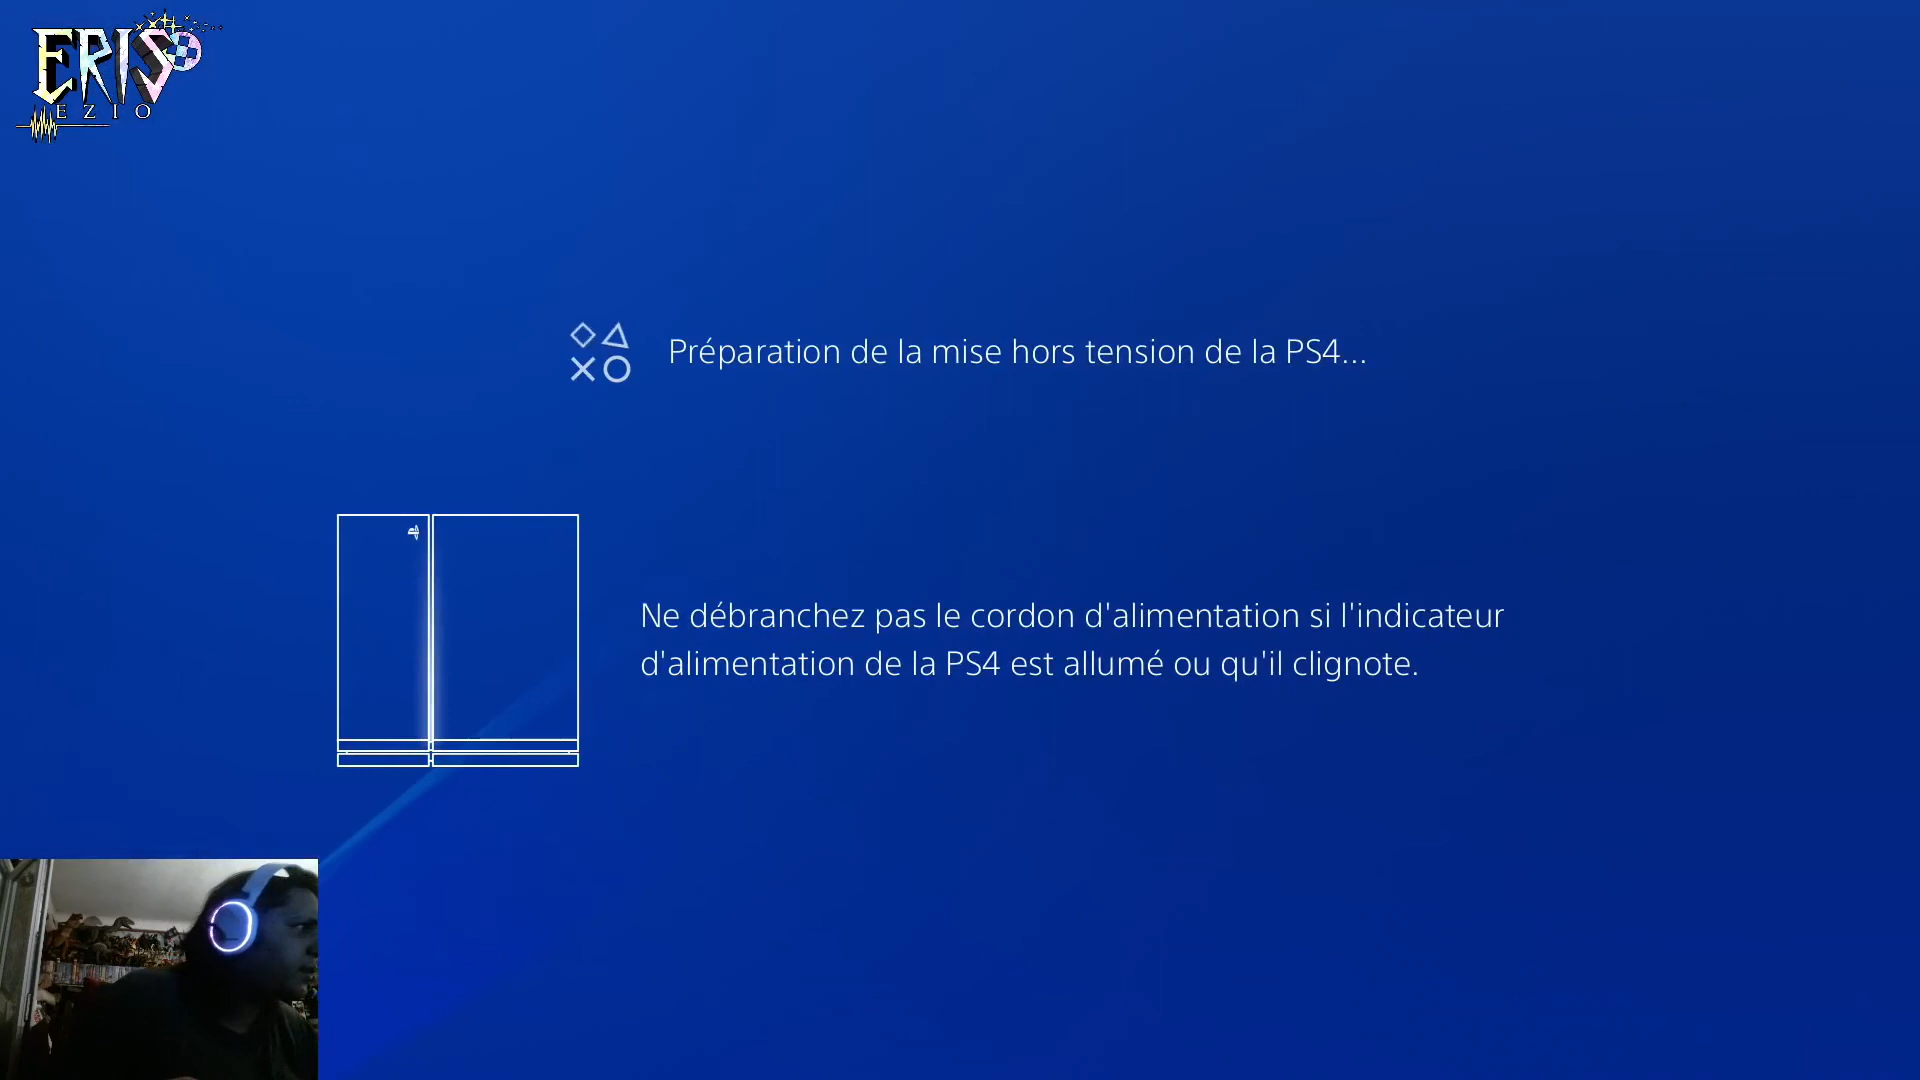 ERIS
EZIO
Préparation de la mise hors tension de la PS4...
Ne débranchez pas le cordon d'alimentation si l'indicateur
d'alimentation de la PS4 est allumé ou qu'il clignote.